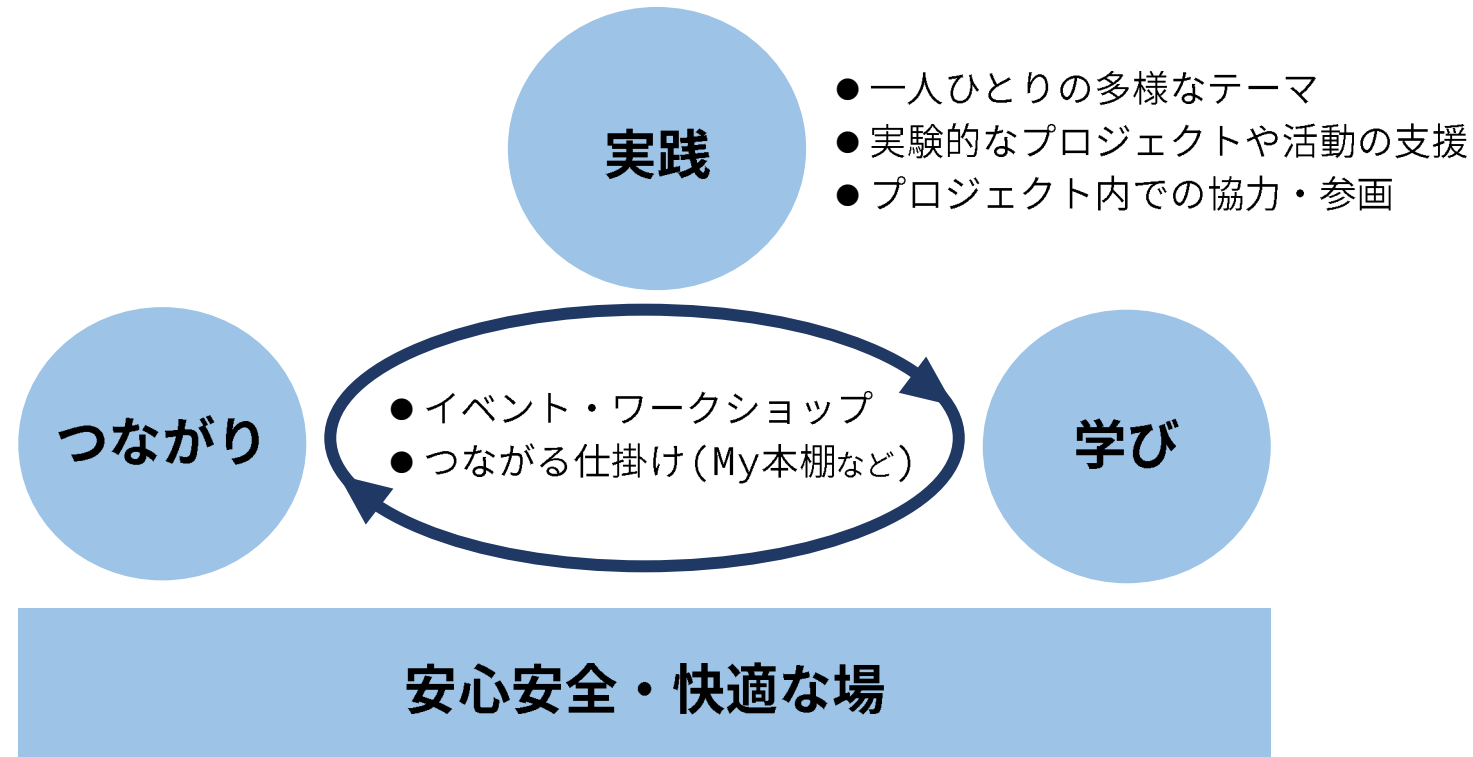 実践
● 一人ひとりの多様なテーマ
● 実験的なプロジェクトや活動の支援
● プロジェクト内での協力・参画
つながり
● イベント・ワークショップ
● つながる仕掛け(My本棚など)
学び
安心安全・快適な場